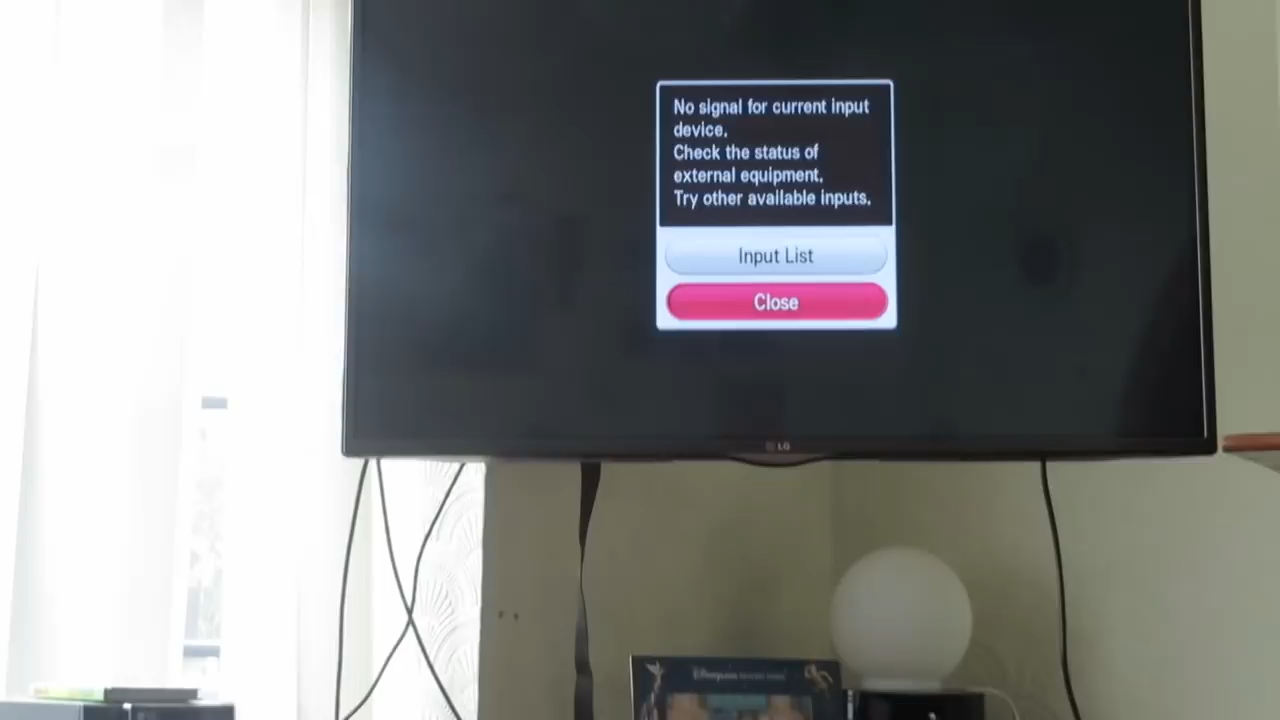 No signal for current input
device.
Check the status of
external equipment.
Try other available inputs.
Input List
Close
LG